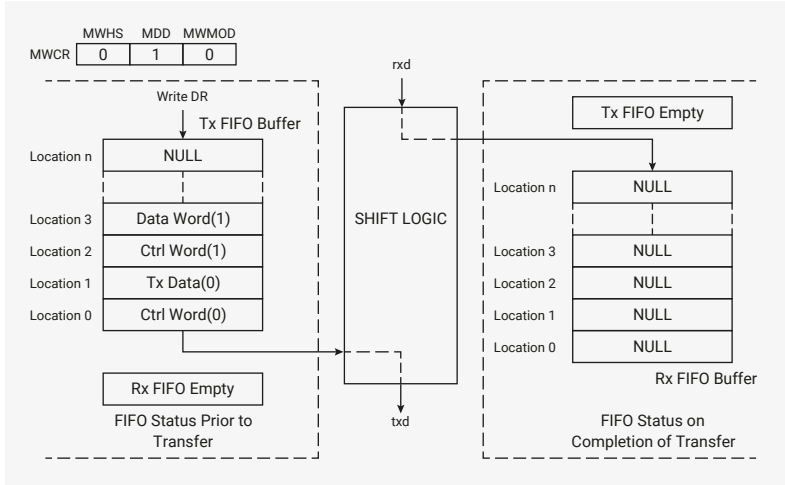 MWHS MDD MWMOD
MWCR 0 1 0
Write DR
Tx FIFO Buffer
Location n NULL
Location 3 Data Word(1)
Location 2 Ctrl Word(1)
Location 1 Tx Data(0)
Location 0 Ctrl Word(0)
Rx FIFO Empty
FIFO Status Prior to
Transfer
rxd
SHIFT LOGIC
txd
Tx FIFO Empty
Location n NULL
Location 3 NULL
Location 2 NULL
Location 1 NULL
Location 0 NULL
Rx FIFO Buffer
FIFO Status on
Completion of Transfer